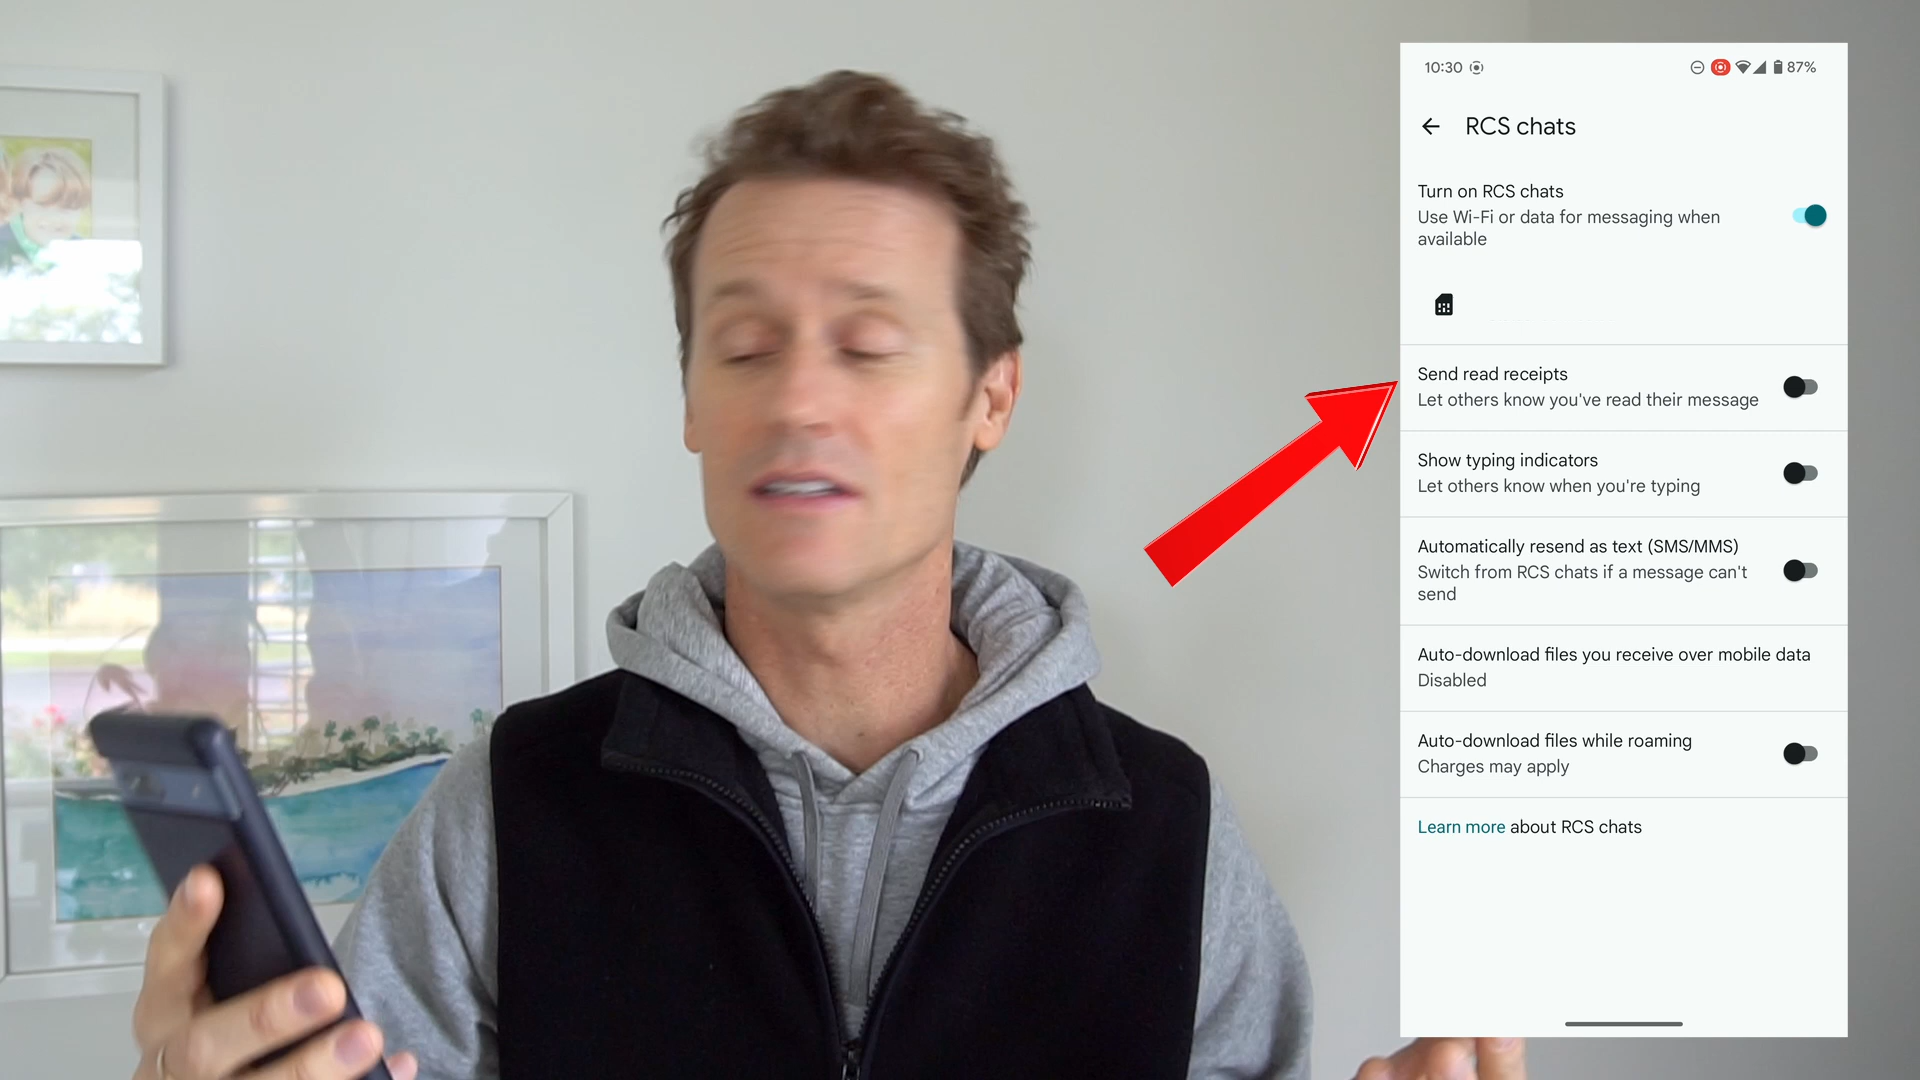 10:30
87%
RCS chats
Turn on RCS chats
Use Wi-Fi or data for messaging when
available
Send read receipts
Let others know you've read their message
Show typing indicators
Let others know when you're typing
Automatically resend as text (SMS/MMS)
Switch from RCS chats if a message can't
send
Auto-download files you receive over mobile data
Disabled
Auto-download files while roaming
Charges may apply
Learn more about RCS chats